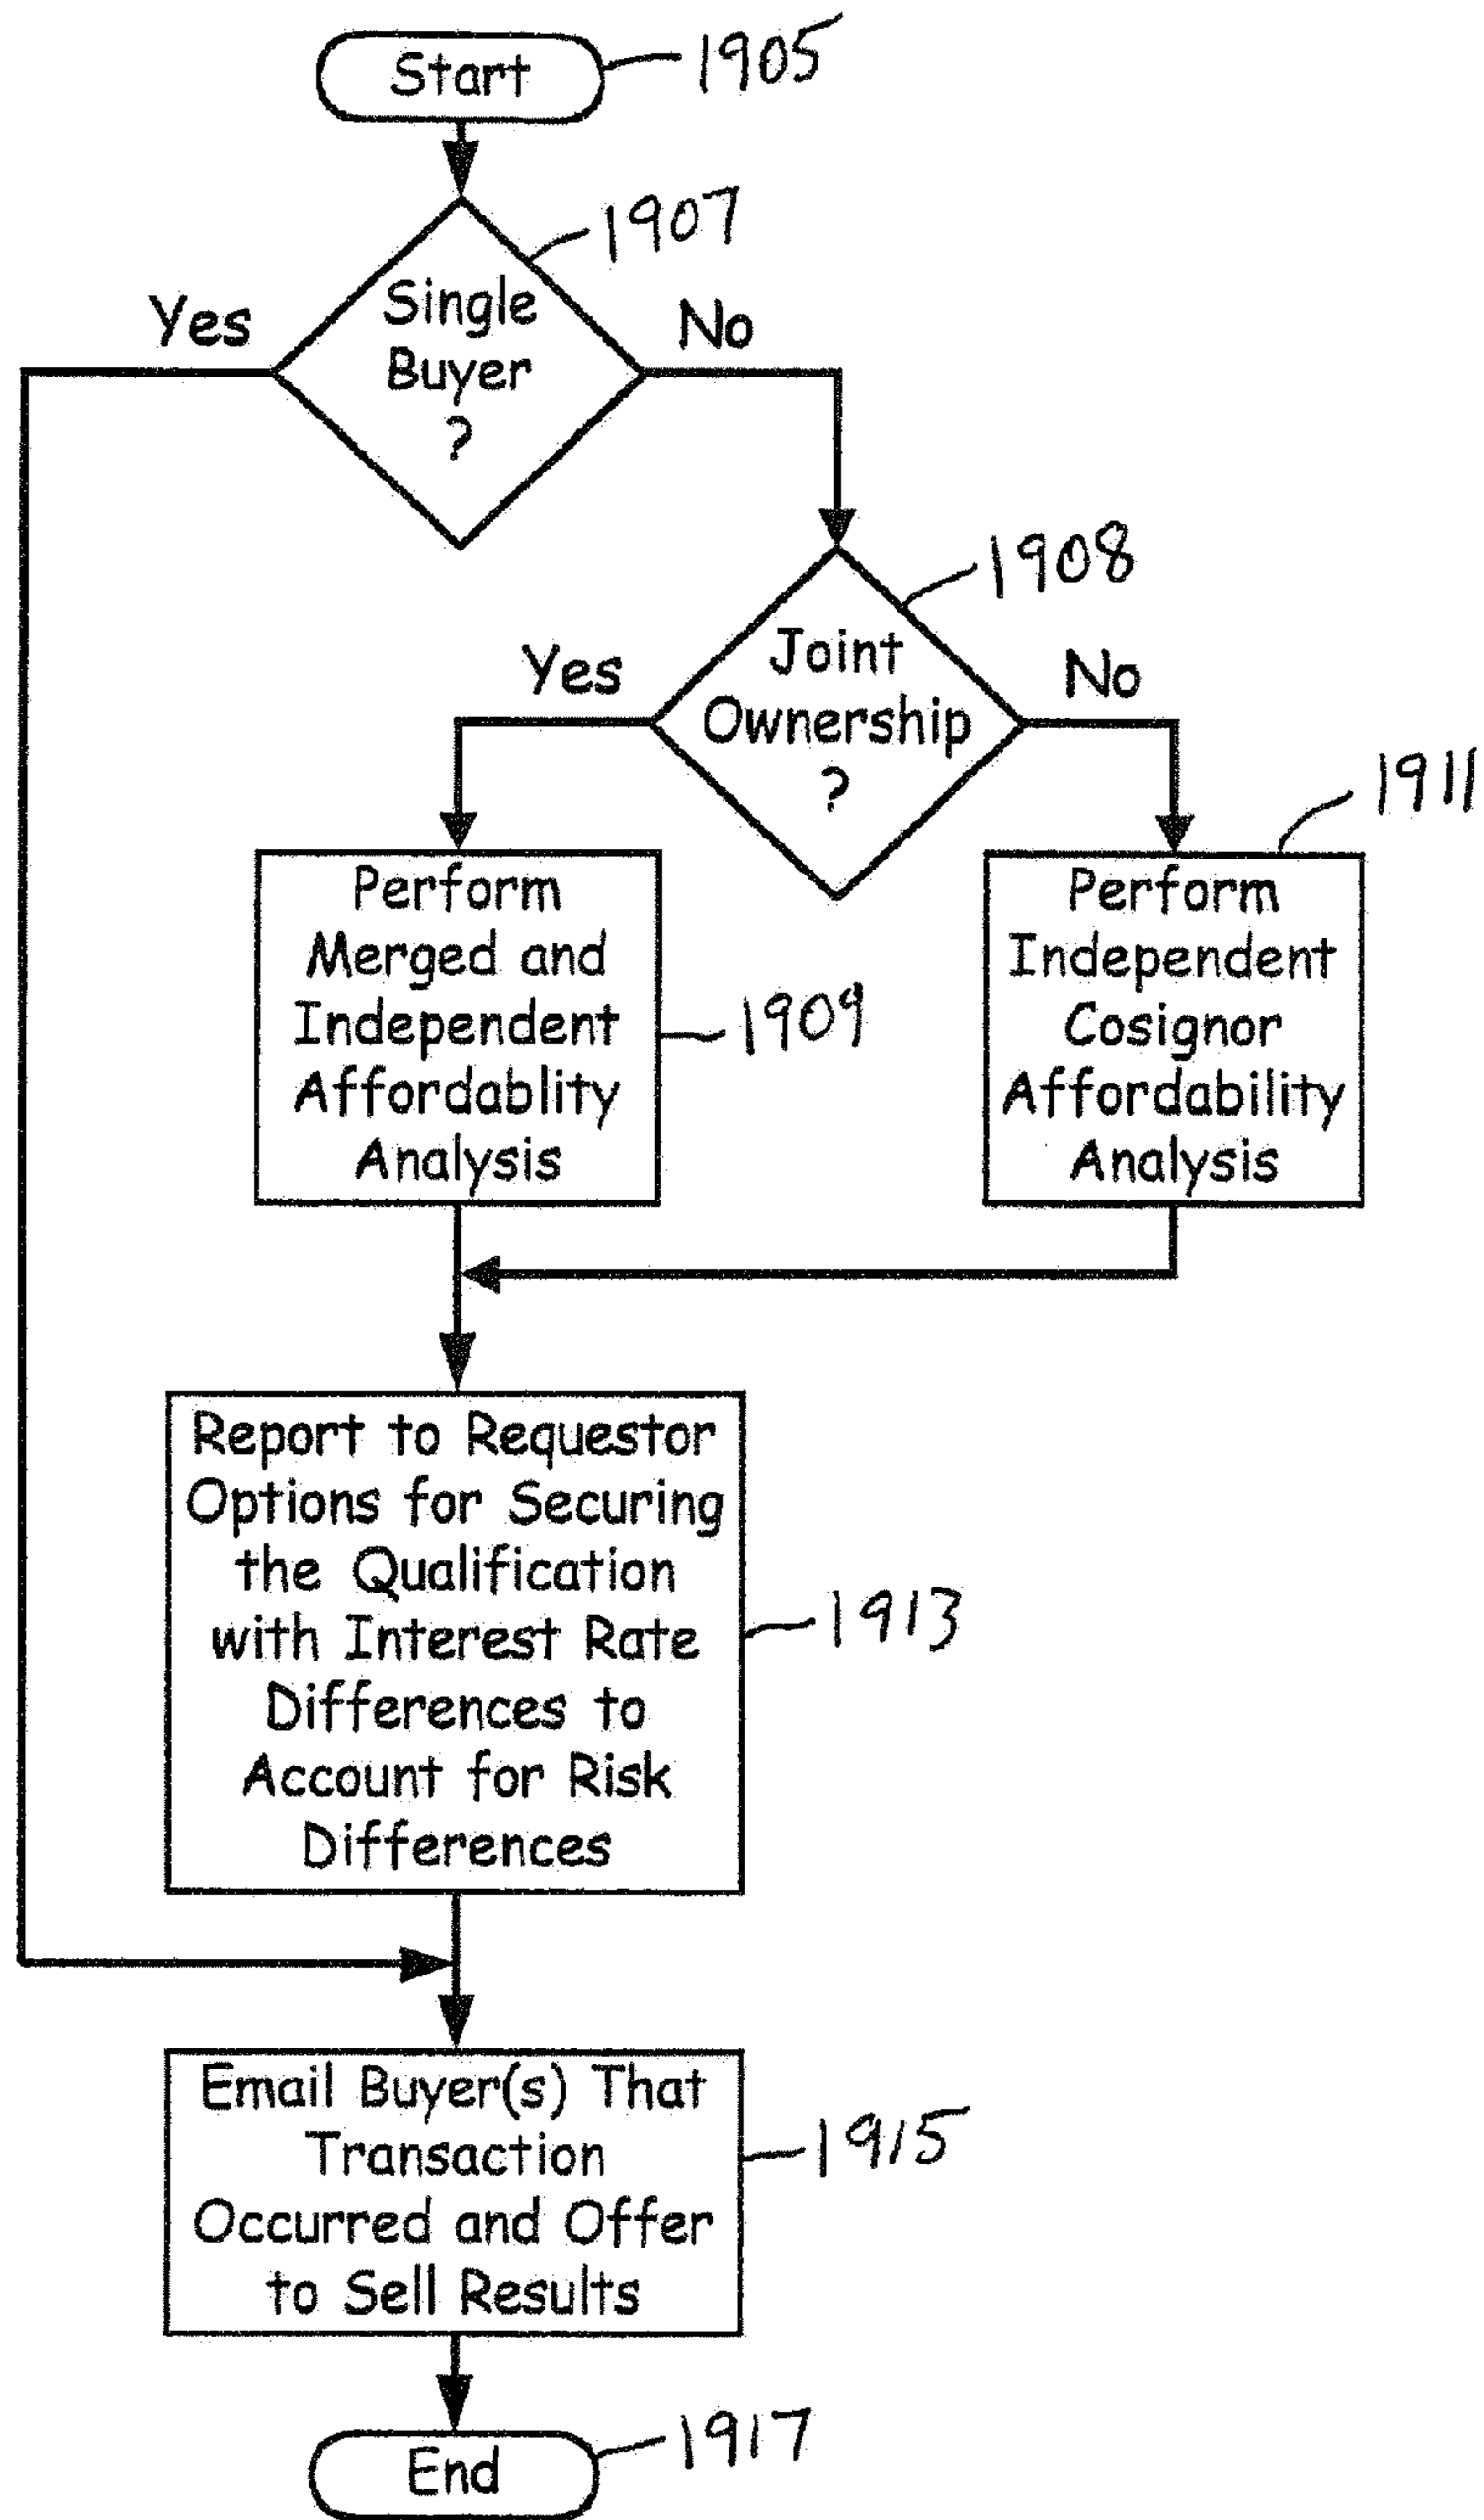 Start
1905
1907
Single
Buyer
?
Yes
No
1908
Joint
Ownership
?
Yes
No
1911
Perform
Merged and
Independent
Affordablity
Analysis
1909
Perform
Independent
Cosignor
Affordability
Analysis
Report to Requestor
Options for Securing
the Qualification
with Interest Rate
Differences to
Account for Risk
Differences
1913
Email Buyer(s) That
Transaction
Occurred and Offer
to Sell Results
1915
End
1917